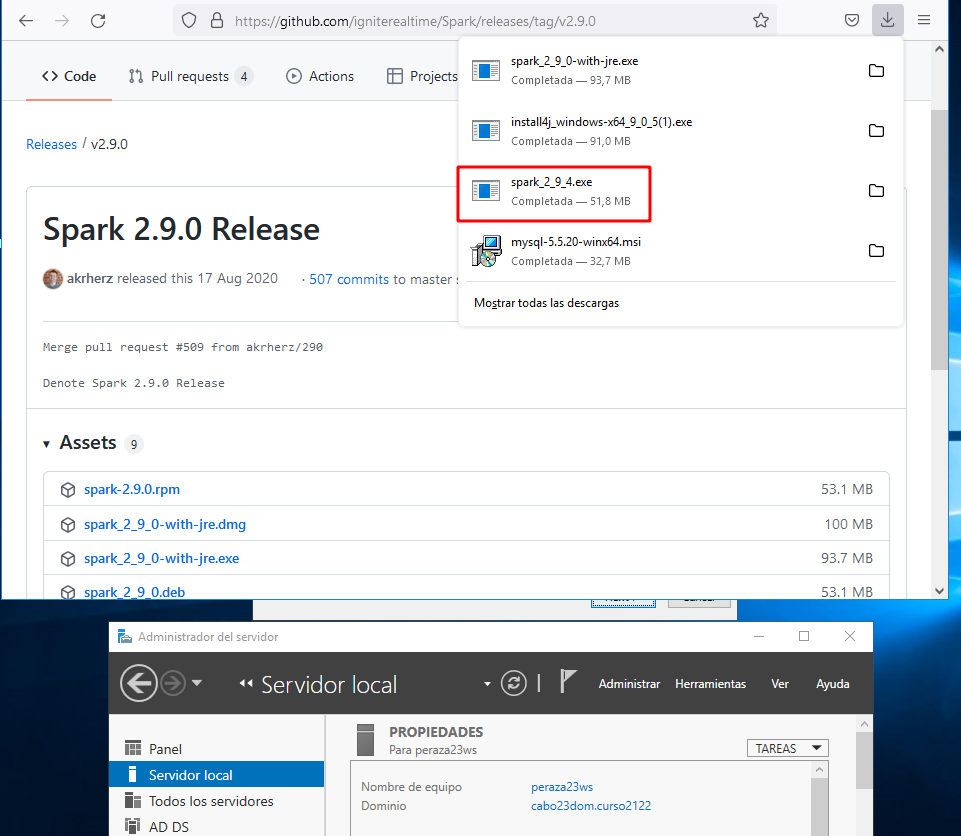 https://github.com/igniterealtime/Spark/releases/tag/v2.9.0
Code
Pull requests 4
Actions
Projects
spark_2_9_0-with-jre.exe
Completada — 93,7 MB
install4j_windows-x64_9_0_5(1).exe
Completada — 91,0 MB
spark_2_9_4.exe
Completada — 51,8 MB
mysql-5.5.20-winx64.msi
Completada — 32,7 MB
Mostrar todas las descargas
Releases / v2.9.0
Spark 2.9.0 Release
akrherz released this 17 Aug 2020 · 507 commits to master
Merge pull request #509 from akrherz/290
Denote Spark 2.9.0 Release
Assets 9
spark-2.9.0.rpm 53.1 MB
spark_2_9_0-with-jre.dmg 100 MB
spark_2_9_0-with-jre.exe 93.7 MB
spark_2_9_0.deb 53.1 MB
Administrador del servidor
Servidor local
Administrar Herramientas Ver Ayuda
Panel
Servidor local
Todos los servidores
AD DS
PROPIEDADES
Para peraza23ws
TAREAS
Nombre de equipo peraza23ws
Dominio cabo23dom.curso2122